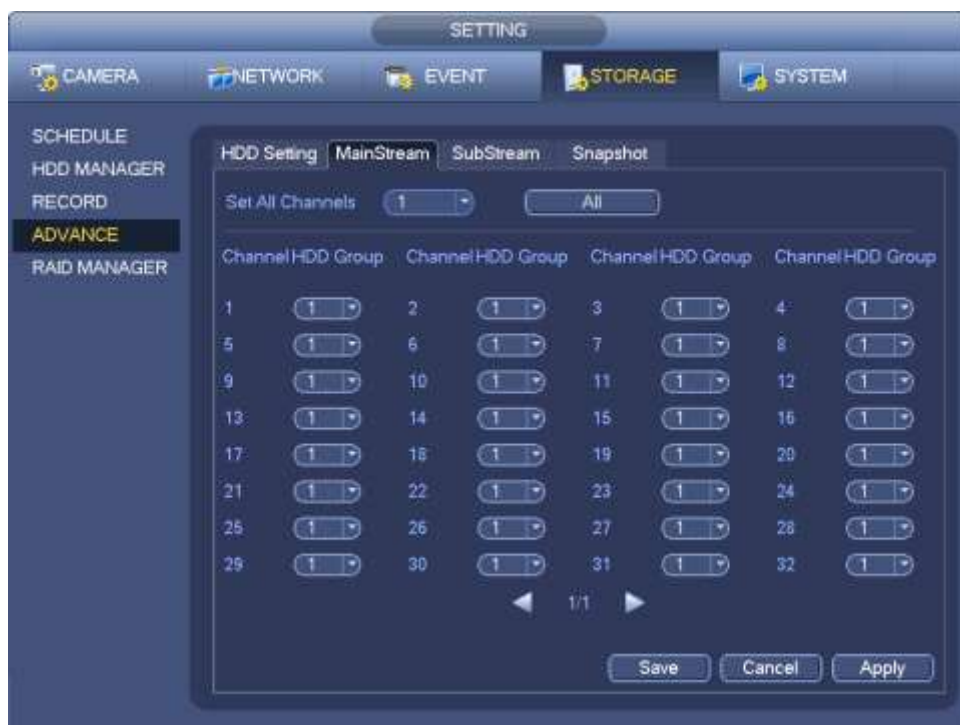 SETTING
CAMERA NETWORK EVENT STORAGE SYSTEM
SCHEDULE
HDD MANAGER
RECORD
ADVANCE
RAID MANAGER
HDD Setting MainStream SubStream Snapshot
Set All Channels 1 All
Channel HDD Group Channel HDD Group Channel HDD Group Channel HDD Group
1 1 2 1 3 1 4 1
5 1 6 1 7 1 8 1
9 1 10 1 11 1 12 1
13 1 14 1 15 1 16 1
17 1 18 1 19 1 20 1
21 1 22 1 23 1 24 1
25 1 26 1 27 1 28 1
29 1 30 1 31 1 32 1
1/1
Save Cancel Apply